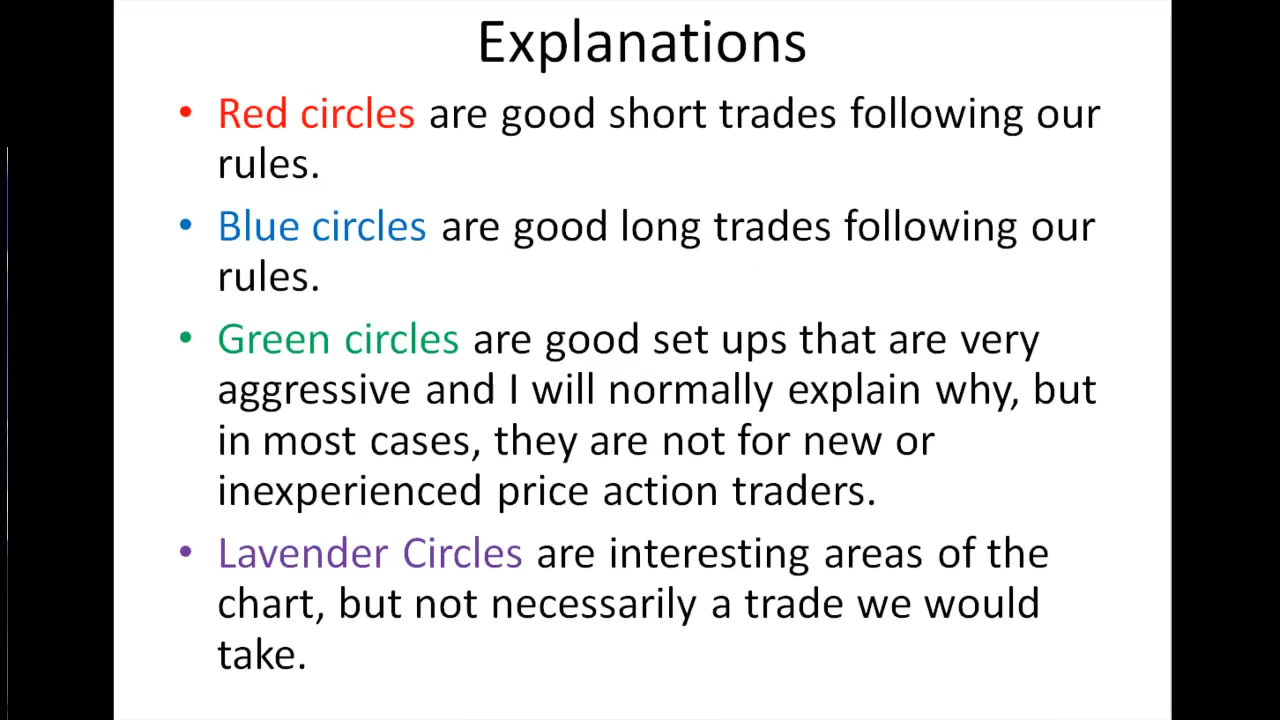 Explanations
• Red circles are good short trades following our
rules.
• Blue circles are good long trades following our
rules.
• Green circles are good set ups that are very
aggressive and I will normally explain why, but
in most cases, they are not for new or
inexperienced price action traders.
• Lavender Circles are interesting areas of the
chart, but not necessarily a trade we would
take.